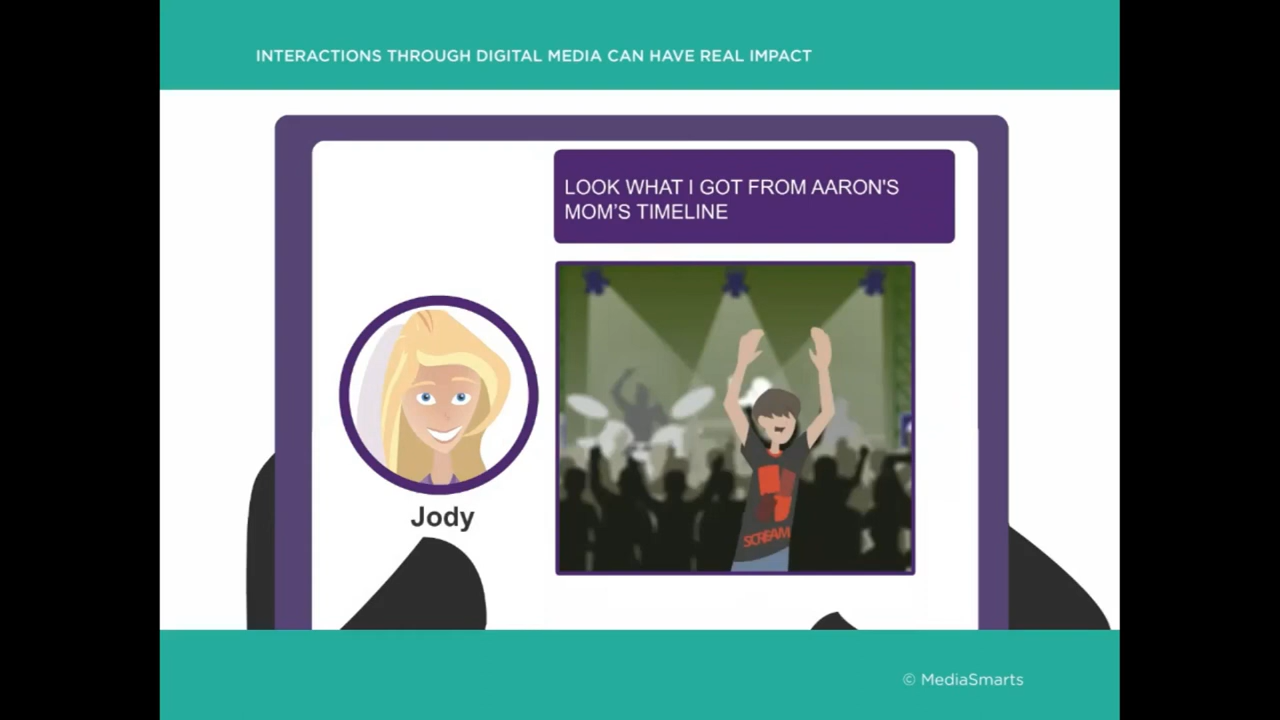 INTERACTIONS THROUGH DIGITAL MEDIA CAN HAVE REAL IMPACT
LOOK WHAT I GOT FROM AARON'S
MOM’S TIMELINE
Jody
SCREAM
© MediaSmarts